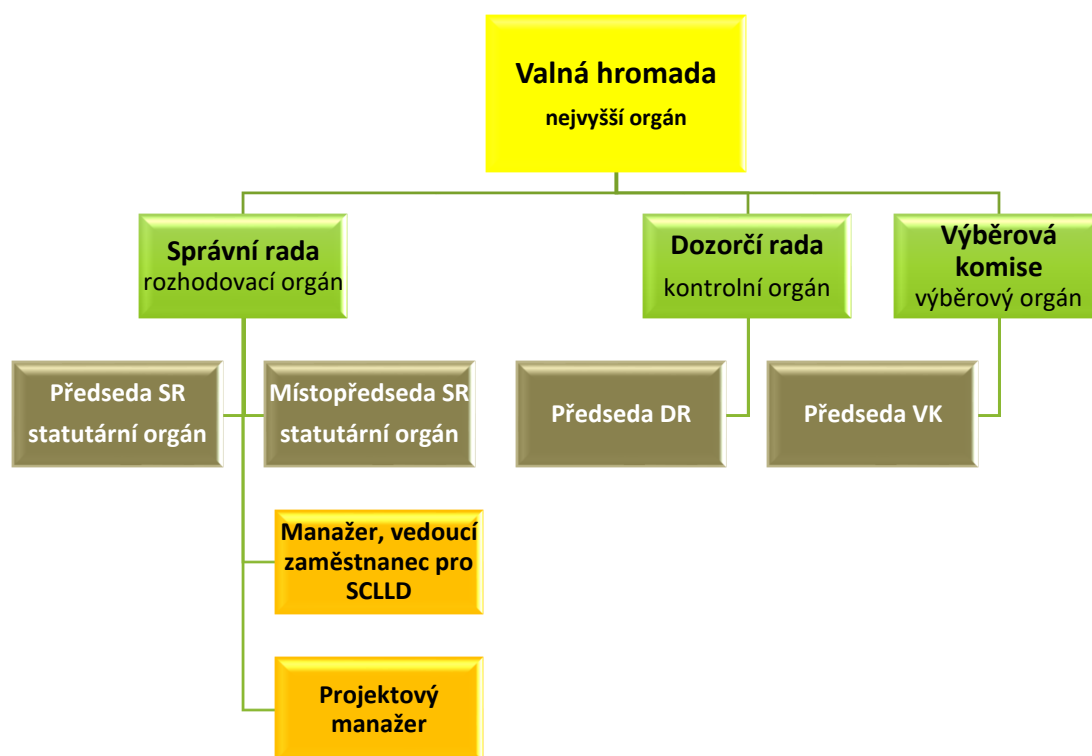 Valná hromada
nejvyšší orgán
Správní rada
rozhodovací orgán
Dozorčí rada
kontrolní orgán
Výběrová
komise
výběrový orgán
Předseda SR
statutární orgán
Místopředseda SR
statutární orgán
Předseda DR
Předseda VK
Manažer, vedoucí
zaměstnanec pro
SCLLD
Projektový
manažer